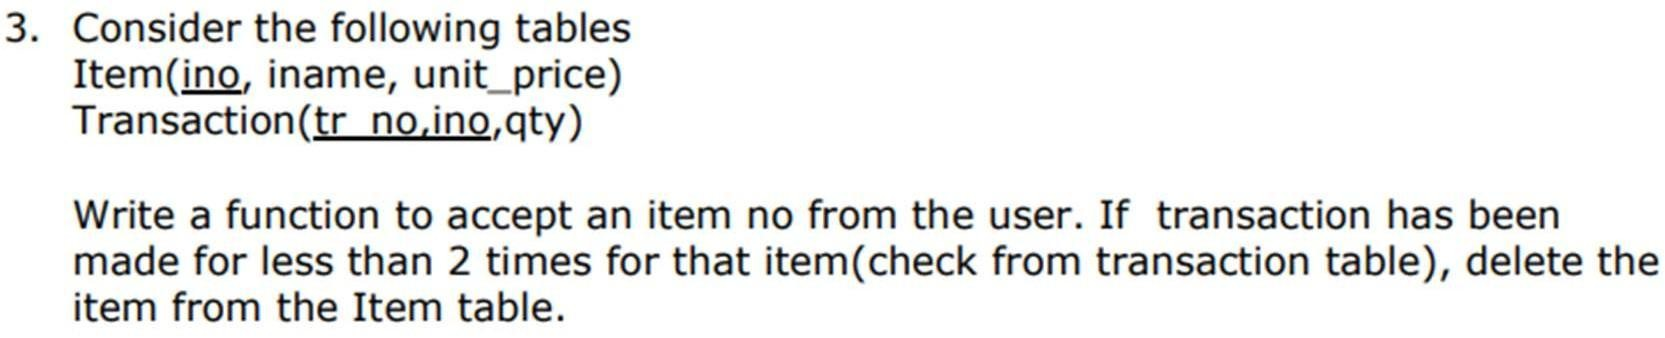 3. Consider the following tables
Item(ino, iname, unit_price)
Transaction(tr_no,ino,qty)
Write a function to accept an item no from the user. If transaction has been
made for less than 2 times for that item(check from transaction table), delete the
item from the Item table.